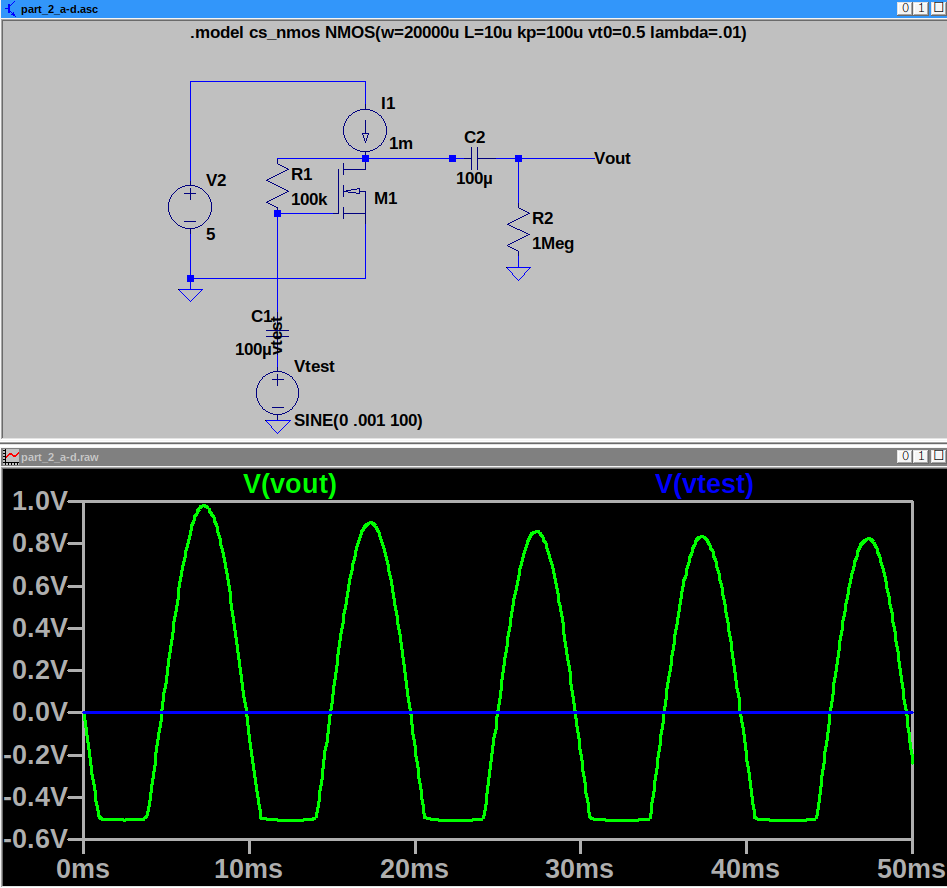 part_2_a-d.asc
.model cs_nmos NMOS(w=20000u L=10u kp=100u vt0=0.5 lambda=.01)
I1
1m
C2
100µ
Vout
R1
100k
M1
V2
5
R2
1Meg
C1
100µ
vtest
Vtest
SINE(0 .001 100)
part_2_a-d.raw
V(vout)
V(vtest)
1.0V
0.8V
0.6V
0.4V
0.2V
0.0V
-0.2V
-0.4V
-0.6V
0ms
10ms
20ms
30ms
40ms
50ms